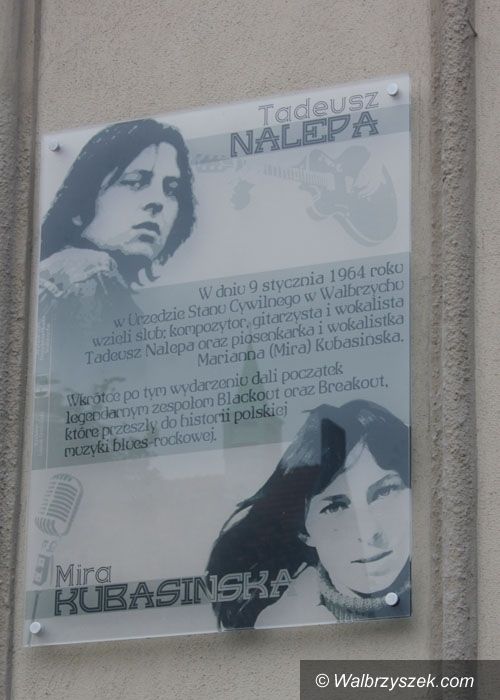 Tadeusz
NALEPA
W dniu 9 stycznia 1964 roku
w Urzędzie Stanu Cywilnego w Wałbrzychu
wzięli ślub: kompozytor, gitarzysta i wokalista
Tadeusz Nalepa oraz piosenkarka i wokalistka
Marianna (Mira) Kubasińska.
Wkrótce po tym wydarzeniu dali początek
legendarnym zespołom Blackout oraz Breakout,
które przeszły do historii polskiej
muzyki blues-rockowej.
Mira
KUBASIŃSKA
© Walbrzyszek.com